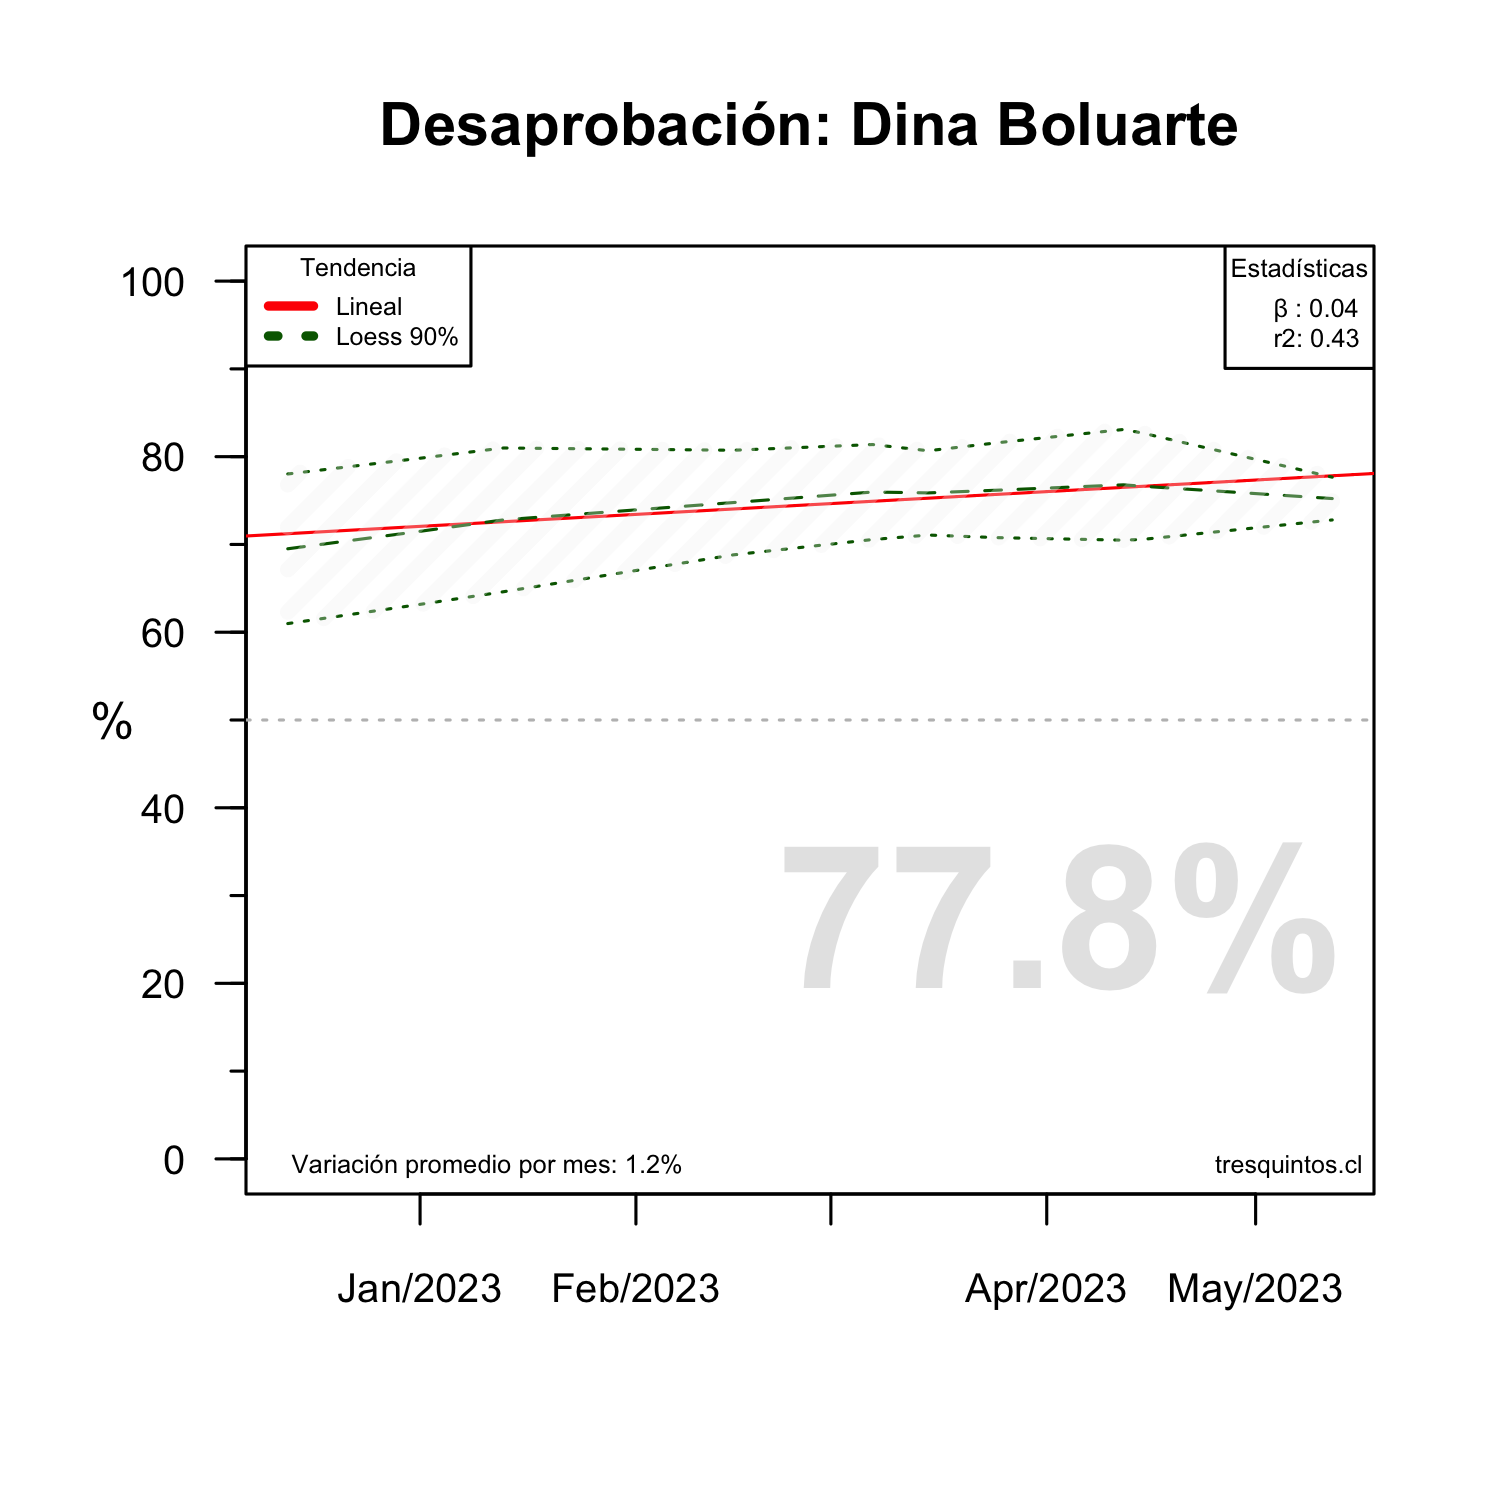 Desaprobación: Dina Boluarte
Tendencia
Lineal
Loess 90%
Estadísticas
β : 0.04
r2: 0.43
100
80
60
%
40
20
0
77.8%
Variación promedio por mes: 1.2%
tresquintos.cl
Jan/2023 Feb/2023 Apr/2023 May/2023